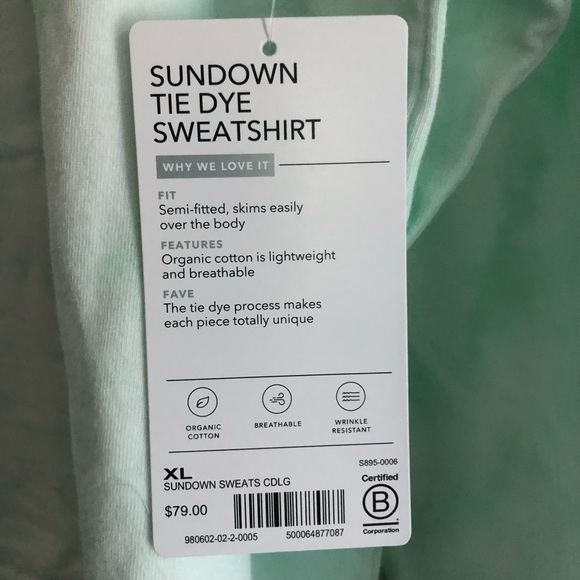 SUNDOWN
TIE DYE
SWEATSHIRT
WHY WE LOVE IT
FIT
Semi-fitted, skims easily
over the body
FEATURES
Organic cotton is lightweight
and breathable
FAVE
The tie dye process makes
each piece totally unique
ORGANIC
COTTON
BREATHABLE
WRINKLE
RESISTANT
XL
S895-0006
SUNDOWN SWEATS CDLG
$79.00
980602-02-2-0005
500064877087
Certified
B
Corporation